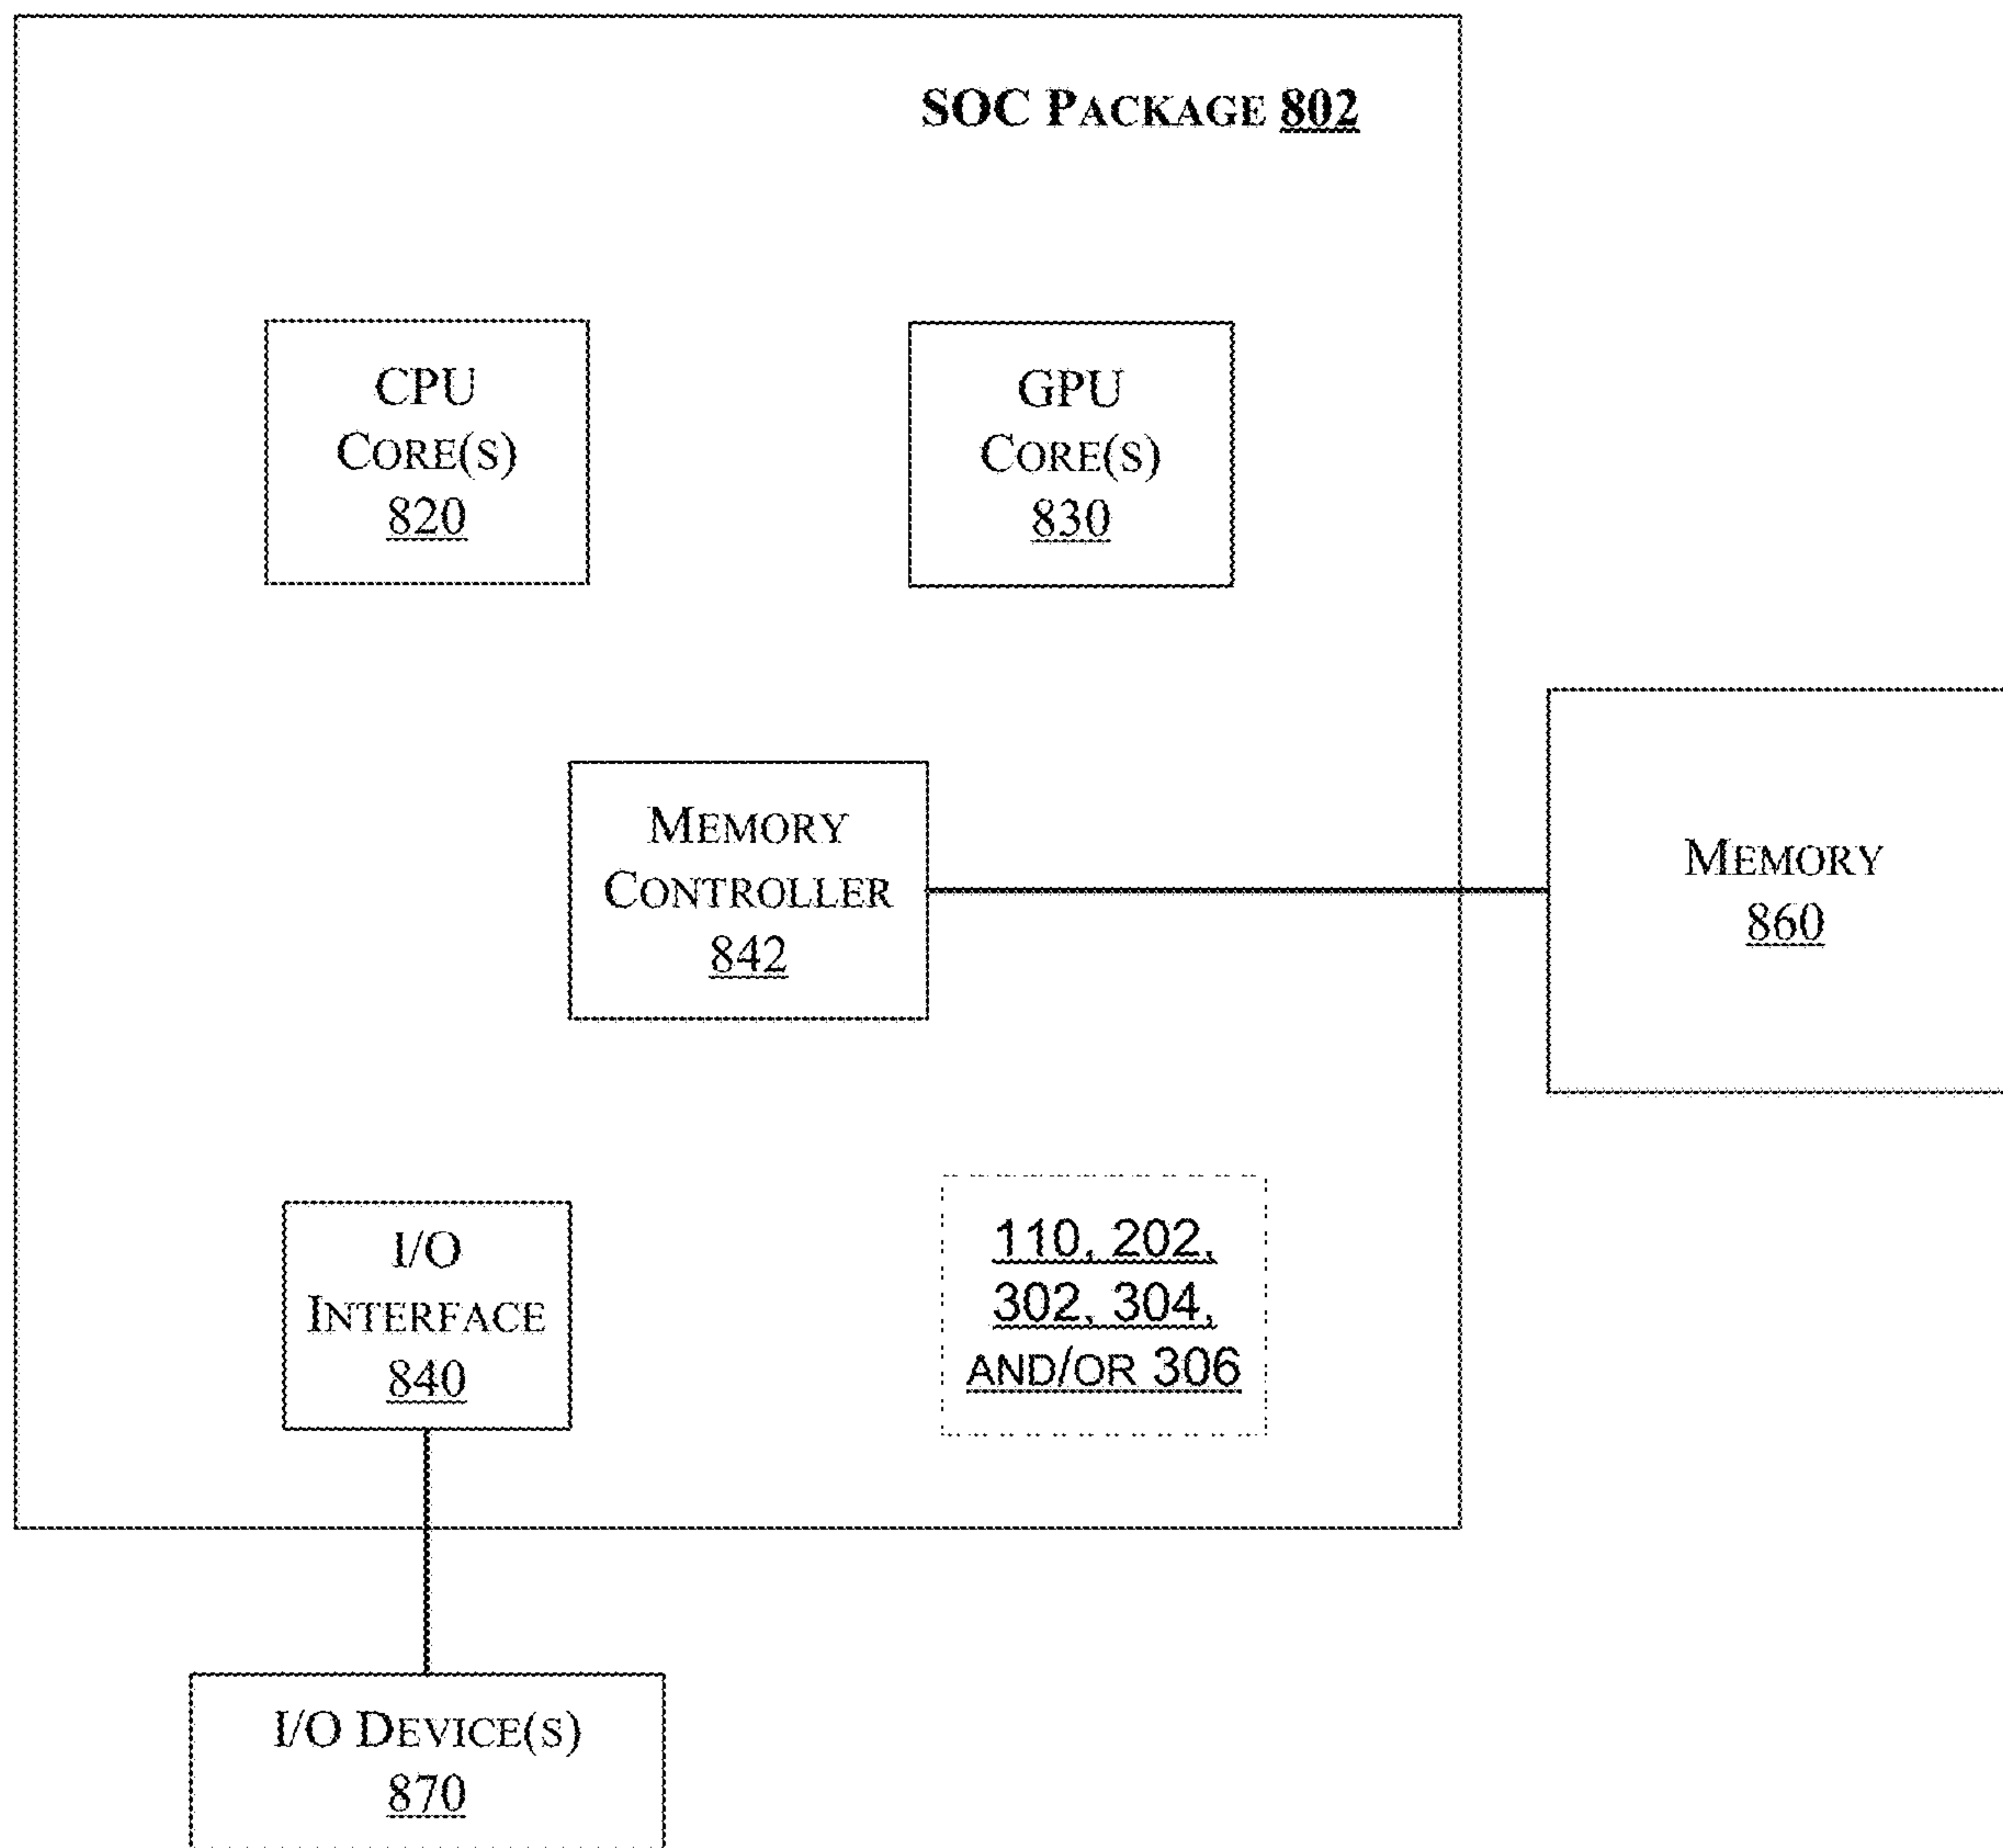 SOC PACKAGE 802
CPU
CORE(S)
820
GPU
CORE(S)
830
MEMORY
CONTROLLER
842
MEMORY
860
I/O
INTERFACE
840
110, 202,
302, 304,
AND/OR 306
I/O DEVICE(S)
870